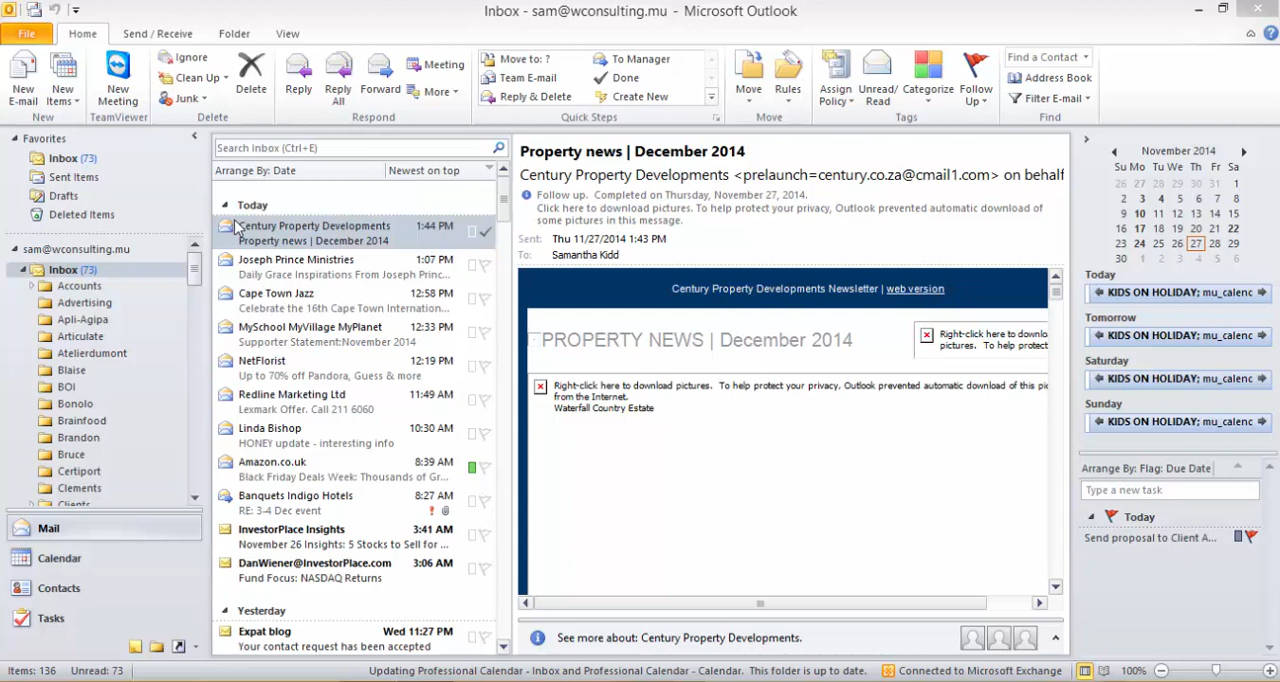 Inbox - sam@wconsulting.mu - Microsoft Outlook
File Home Send / Receive Folder View
New E-mail
New Items
New
New Meeting
TeamViewer
Ignore
Clean Up
Junk
Delete
Delete
Reply
Reply All
Forward
Meeting
More
Respond
Move to: ?
Team E-mail
Reply & Delete
To Manager
Done
Create New
Quick Steps
Move
Rules
Move
Assign Policy
Unread/ Read
Categorize
Follow Up
Tags
Find a Contact
Address Book
Filter E-mail
Find
Favorites
Inbox (73)
Sent Items
Drafts
Deleted Items
sam@wconsulting.mu
Inbox (73)
Accounts
Advertising
Apli-Agipa
Articulate
Atelierdumont
Blaise
BOI
Bonolo
Brainfood
Brandon
Bruce
Certiport
Clements
Clients
Mail
Calendar
Contacts
Tasks
Search Inbox (Ctrl+E)
Arrange By: Date Newest on top
Today
Century Property Developments 1:44 PM
Property news | December 2014
Joseph Prince Ministries 1:07 PM
Daily Grace Inspirations From Joseph Princ...
Cape Town Jazz 12:58 PM
Celebrate the 16th Cape Town Internation...
MySchool MyVillage MyPlanet 12:33 PM
Supporter Statement:November 2014
NetFlorist 12:19 PM
Up to 70% off Pandora, Guess & more
Redline Marketing Ltd 11:49 AM
Lexmark Offer. Call 211 6060
Linda Bishop 10:30 AM
HONEY update - interesting info
Amazon.co.uk 8:39 AM
Black Friday Deals Week: Thousands of Gr...
Banquets Indigo Hotels 8:27 AM
RE: 3-4 Dec event
InvestorPlace Insights 3:41 AM
November 26 Insights: 5 Stocks to Sell for ...
DanWiener@InvestorPlace.com 3:06 AM
Fund Focus: NASDAQ Returns
Yesterday
Expat blog Wed 11:27 PM
Your contact request has been accepted
Property news | December 2014
Century Property Developments <prelaunch=century.co.za@cmail1.com> on behalf
Follow up. Completed on Thursday, November 27, 2014.
Click here to download pictures. To help protect your privacy, Outlook prevented automatic download of
some pictures in this message.
Sent: Thu 11/27/2014 1:43 PM
To: Samantha Kidd
Century Property Developments Newsletter | web version
PROPERTY NEWS | December 2014
Right-click here to downlo
pictures. To help protect
Right-click here to download pictures. To help protect your privacy, Outlook prevented automatic download of this pic
from the Internet.
Waterfall Country Estate
See more about: Century Property Developments.
November 2014
Su Mo Tu We Th Fr Sa
26 27 28 29 30 31 1
2 3 4 5 6 7 8
9 10 11 12 13 14 15
16 17 18 19 20 21 22
23 24 25 26 27 28 29
30 1 2 3 4 5 6
Today
KIDS ON HOLIDAY; mu_calenc
Tomorrow
KIDS ON HOLIDAY; mu_calenc
Saturday
KIDS ON HOLIDAY; mu_calenc
Sunday
KIDS ON HOLIDAY; mu_calenc
Arrange By: Flag: Due Date
Type a new task
Today
Send proposal to Client A...
Items: 136 Unread: 73 Updating Professional Calendar - Inbox and Professional Calendar - Calendar. This folder is up to date. Connected to Microsoft Exchange 100%